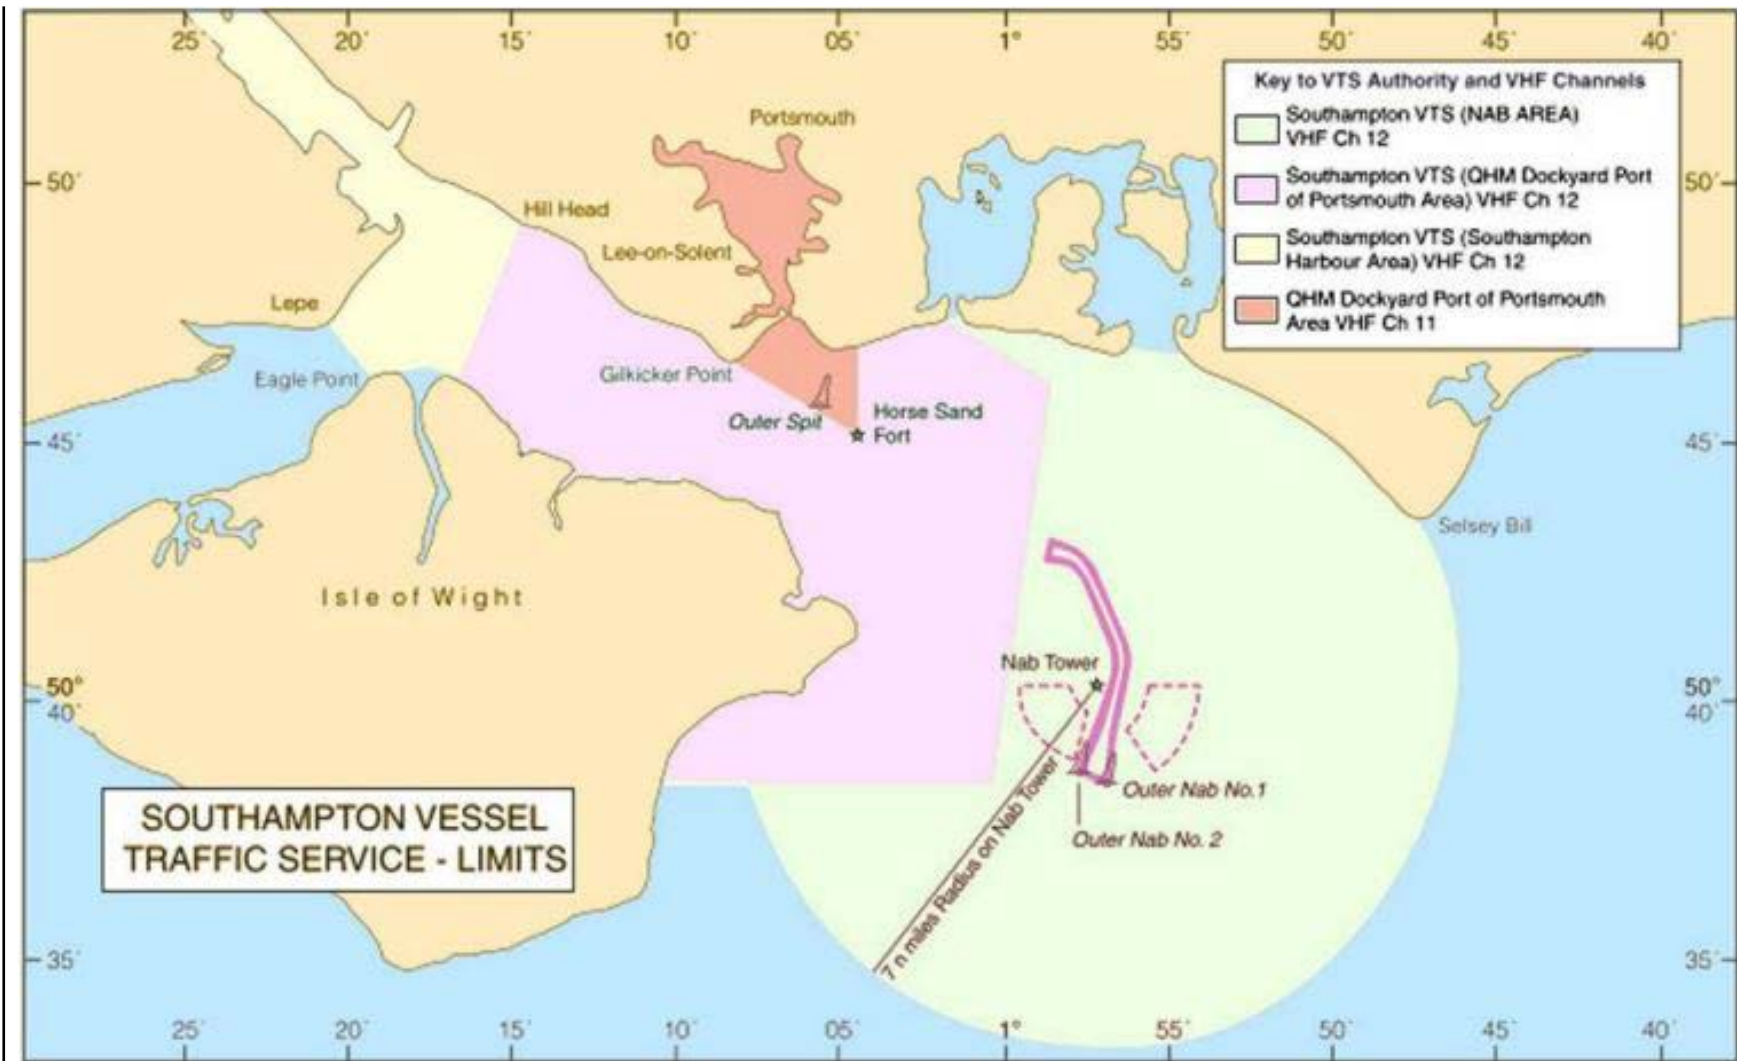 25´ 20´ 15´ 10´ 05´ 1° 55´ 50´ 45´ 40´
Key to VTS Authority and VHF Channels
Southampton VTS (NAB AREA)
VHF Ch 12
Southampton VTS (QHM Dockyard Port
of Portsmouth Area) VHF Ch 12
Southampton VTS (Southampton
Harbour Area) VHF Ch 12
QHM Dockyard Port of Portsmouth
Area VHF Ch 11
Portsmouth
50´ 50´
Hill Head
Lee-on-Solent
Lepe
Eagle Point
Gilkicker Point
Outer Spit
Horse Sand
Fort
45´ 45´
Selsey Bill
Isle of Wight
Nab Tower
50° 50°
40´ 40´
7 n miles Radius on Nab Tower
Outer Nab No.1
Outer Nab No. 2
SOUTHAMPTON VESSEL
TRAFFIC SERVICE - LIMITS
35´ 35´
25´ 20´ 15´ 10´ 05´ 1° 55´ 50´ 45´ 40´